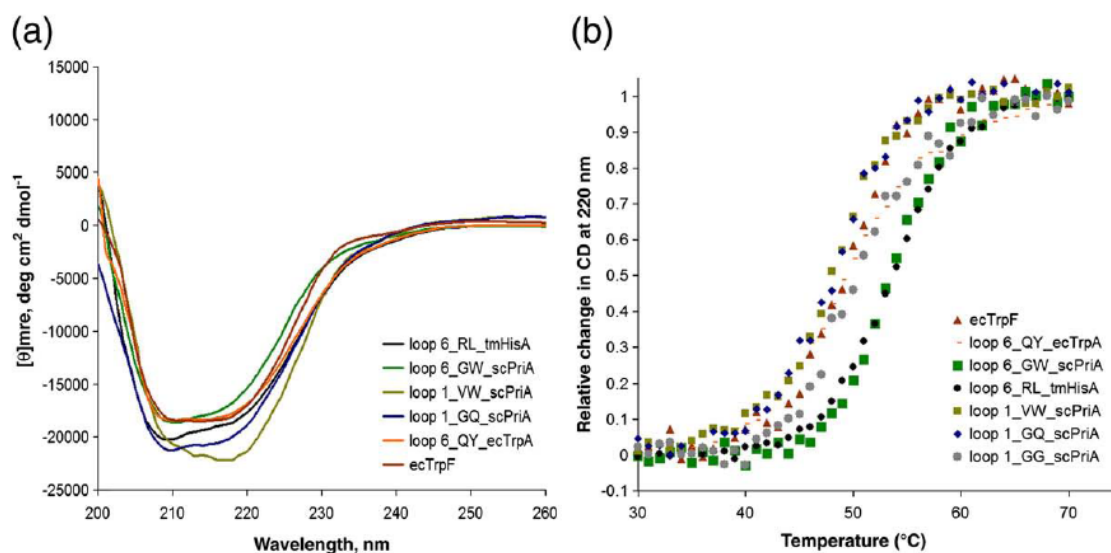 (a)
15000
10000
5000
0
-5000
-10000
-15000
-20000
-25000
[θ]mre, deg cm² dmol⁻¹
200 210 220 230 240 250 260
Wavelength, nm
loop 6_RL_tmHisA
loop 6_GW_scPriA
loop 1_VW_scPriA
loop 1_GQ_scPriA
loop 6_QY_ecTrpA
ecTrpF
(b)
1
0.9
0.8
0.7
0.6
0.5
0.4
0.3
0.2
0.1
0
-0.1
Relative change in CD at 220 nm
30 40 50 60 70
Temperature (°C)
ecTrpF
loop 6_QY_ecTrpA
loop 6_GW_scPriA
loop 6_RL_tmHisA
loop 1_VW_scPriA
loop 1_GQ_scPriA
loop 1_GG_scPriA